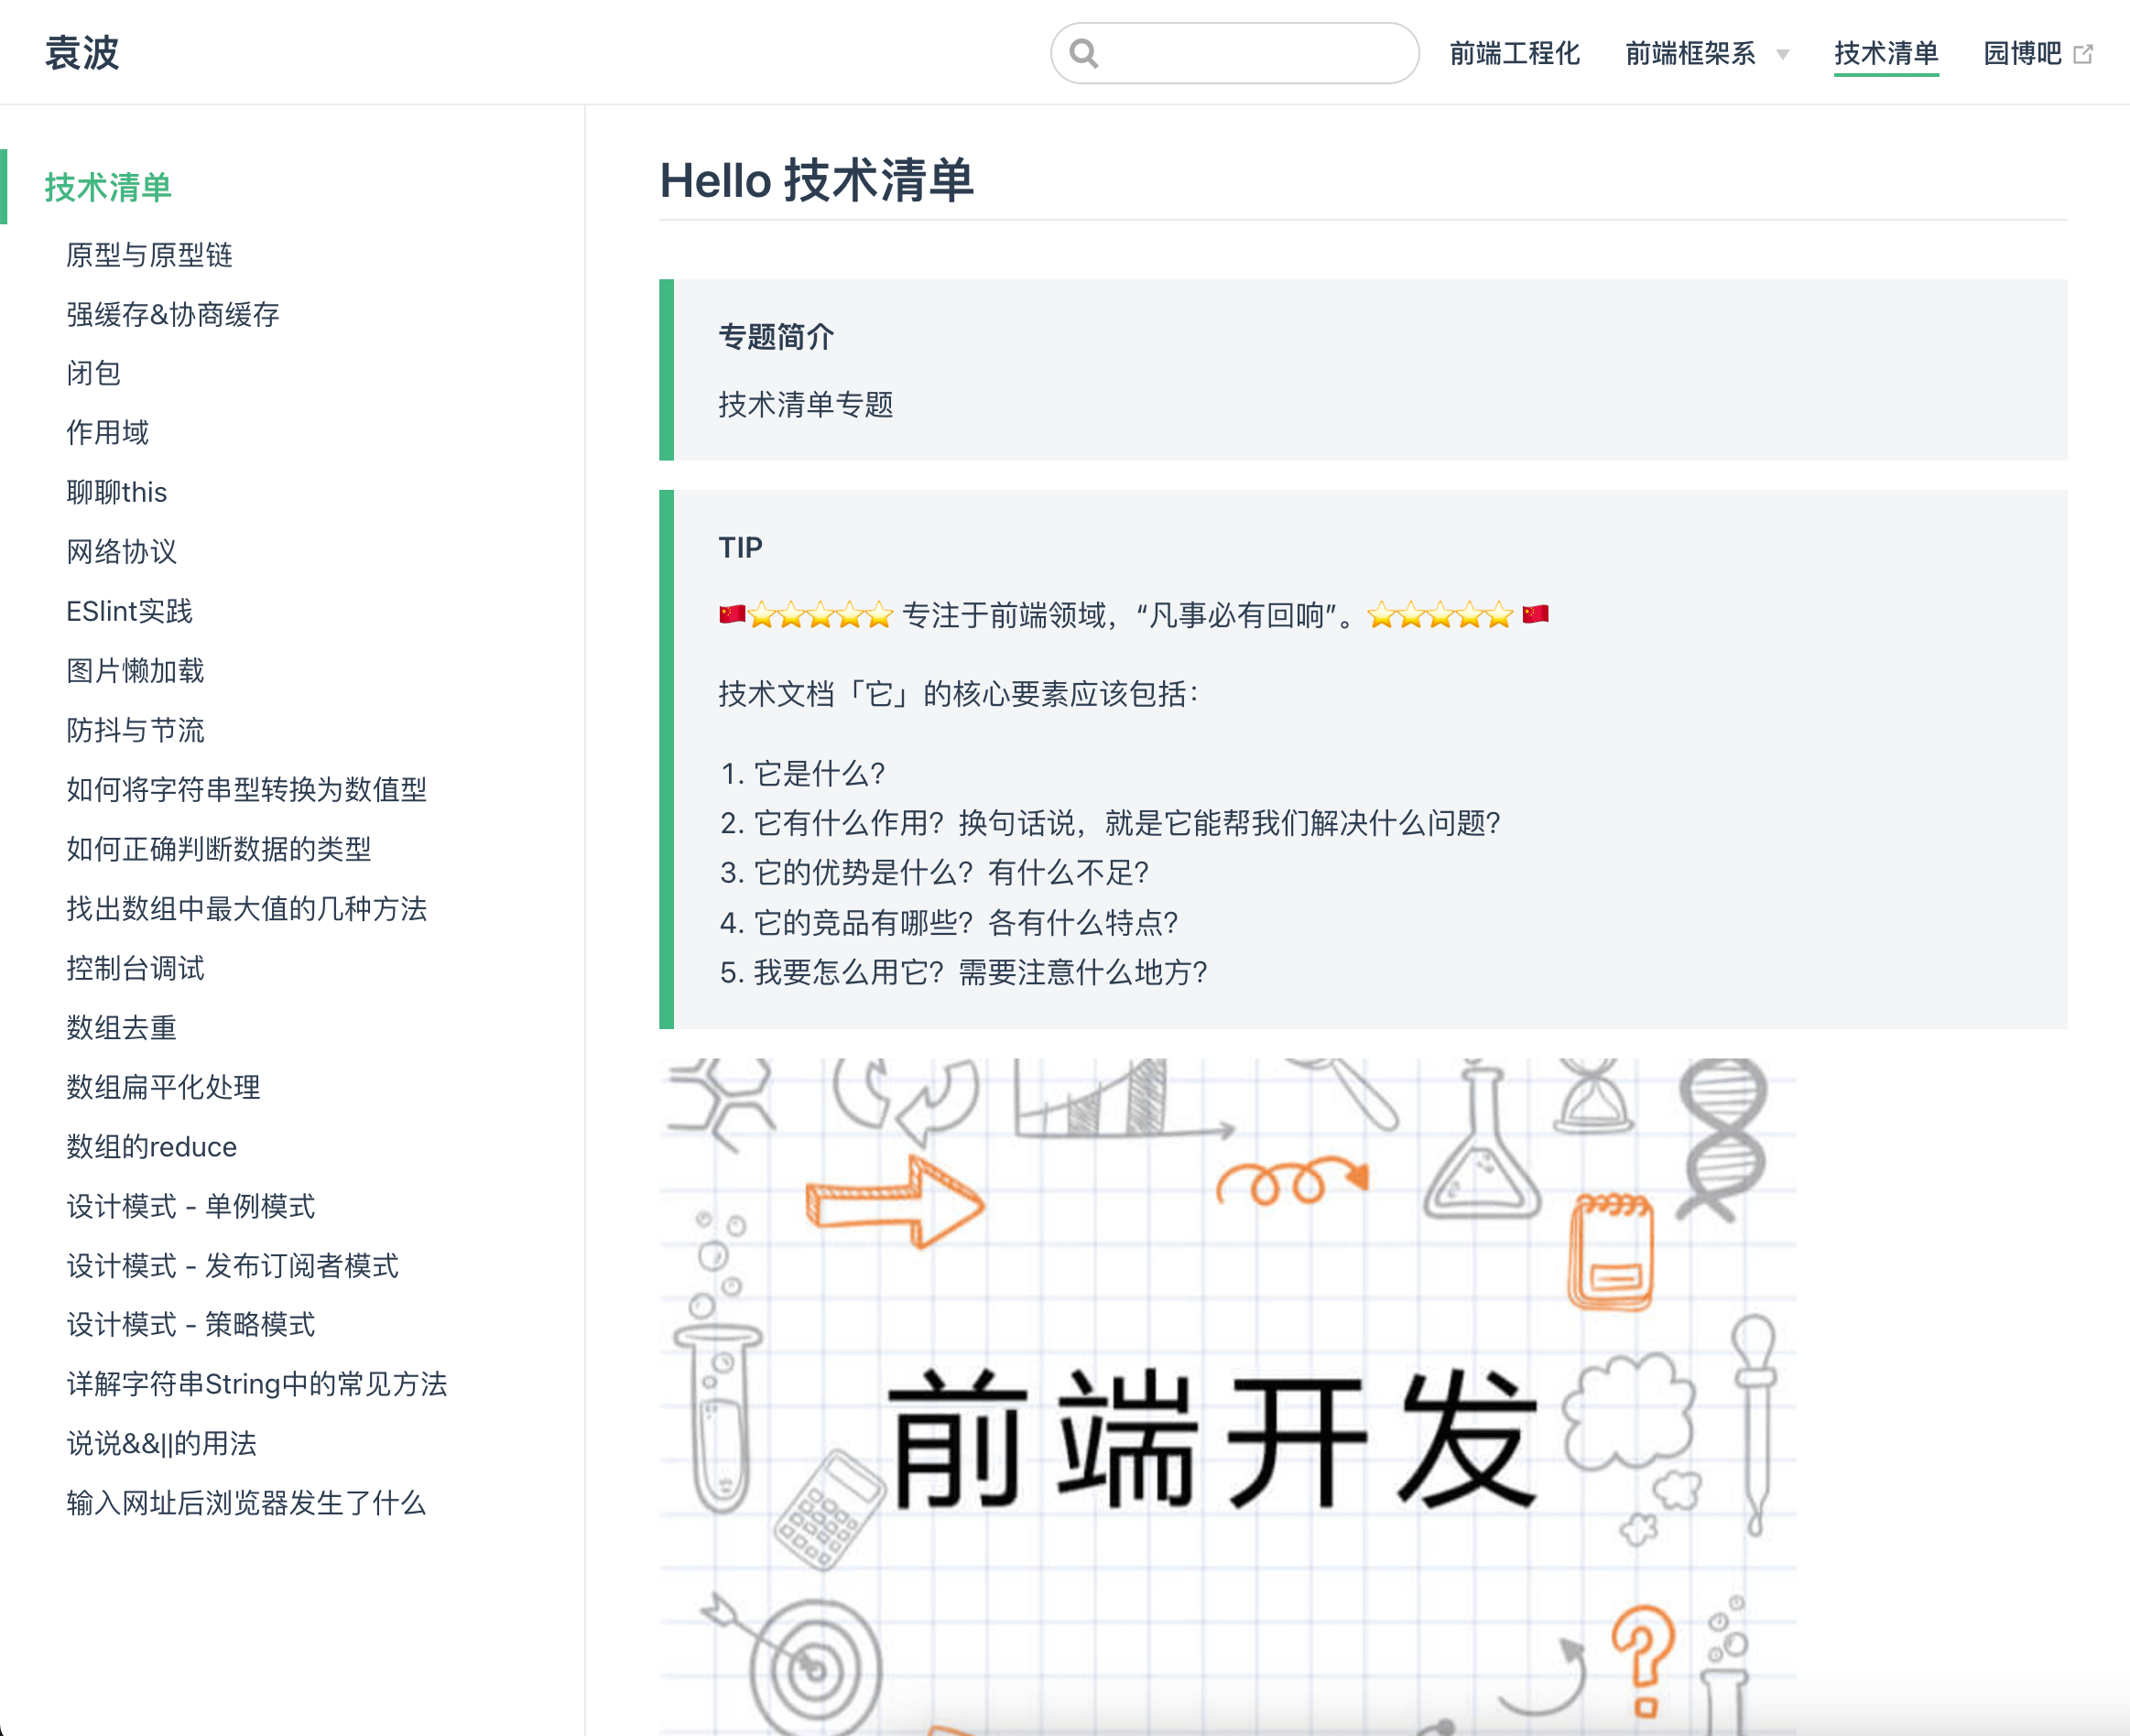 袁波
前端工程化 前端框架系 技术清单 园博吧
技术清单
原型与原型链
强缓存&协商缓存
闭包
作用域
聊聊this
网络协议
ESlint实践
图片懒加载
防抖与节流
如何将字符串型转换为数值型
如何正确判断数据的类型
找出数组中最大值的几种方法
控制台调试
数组去重
数组扁平化处理
数组的reduce
设计模式 - 单例模式
设计模式 - 发布订阅者模式
设计模式 - 策略模式
详解字符串String中的常见方法
说说&&||的用法
输入网址后浏览器发生了什么
Hello 技术清单
专题简介
技术清单专题
TIP
🇨🇳⭐⭐⭐⭐⭐ 专注于前端领域，“凡事必有回响”。⭐⭐⭐⭐⭐ 🇨🇳
技术文档「它」的核心要素应该包括：
1. 它是什么？
2. 它有什么作用？换句话说，就是它能帮我们解决什么问题？
3. 它的优势是什么？有什么不足？
4. 它的竞品有哪些？各有什么特点？
5. 我要怎么用它？需要注意什么地方？
前端开发